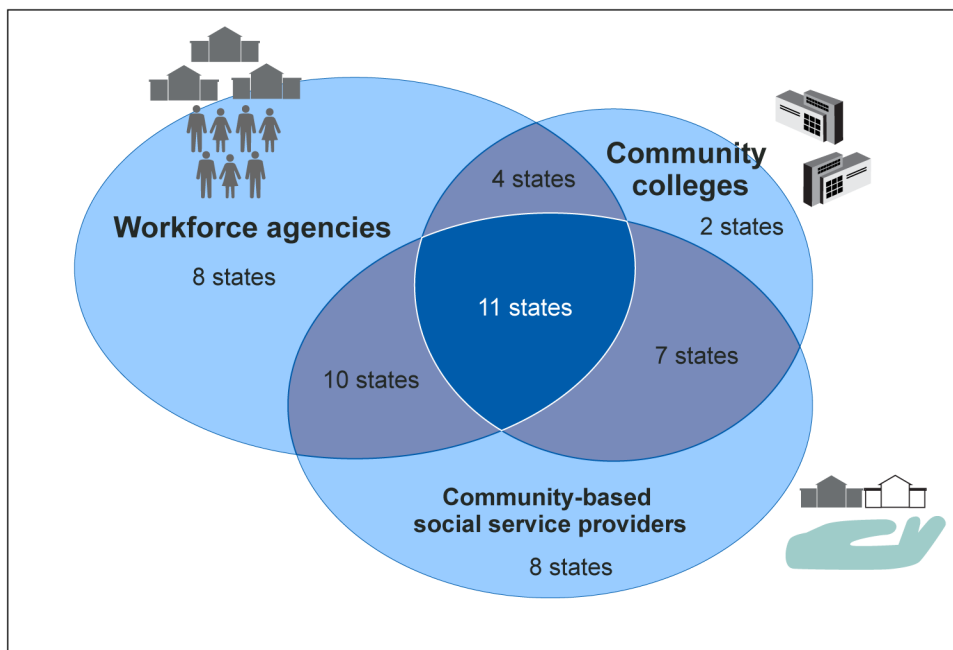 4 states
Community
colleges
2 states
Workforce agencies
8 states
11 states
7 states
10 states
Community-based
social service providers
8 states